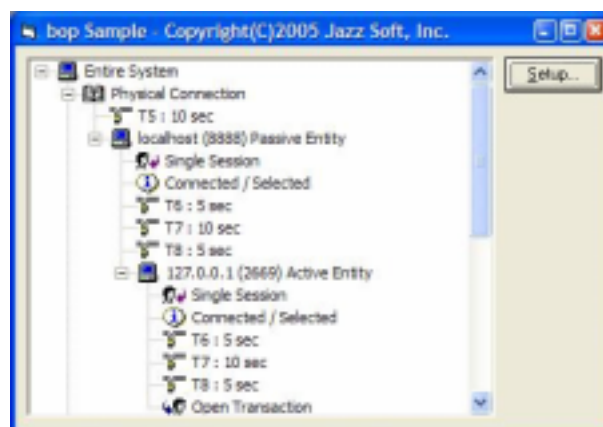 bop Sample - Copyright(C)2005 Jazz Soft, Inc.
Entire System
Setup...
Physical Connection
T5 : 10 sec
localhost (8888) Passive Entity
Single Session
Connected / Selected
T6 : 5 sec
T7 : 10 sec
T8 : 5 sec
127.0.0.1 (2669) Active Entity
Single Session
Connected / Selected
T6 : 5 sec
T7 : 10 sec
T8 : 5 sec
Open Transaction